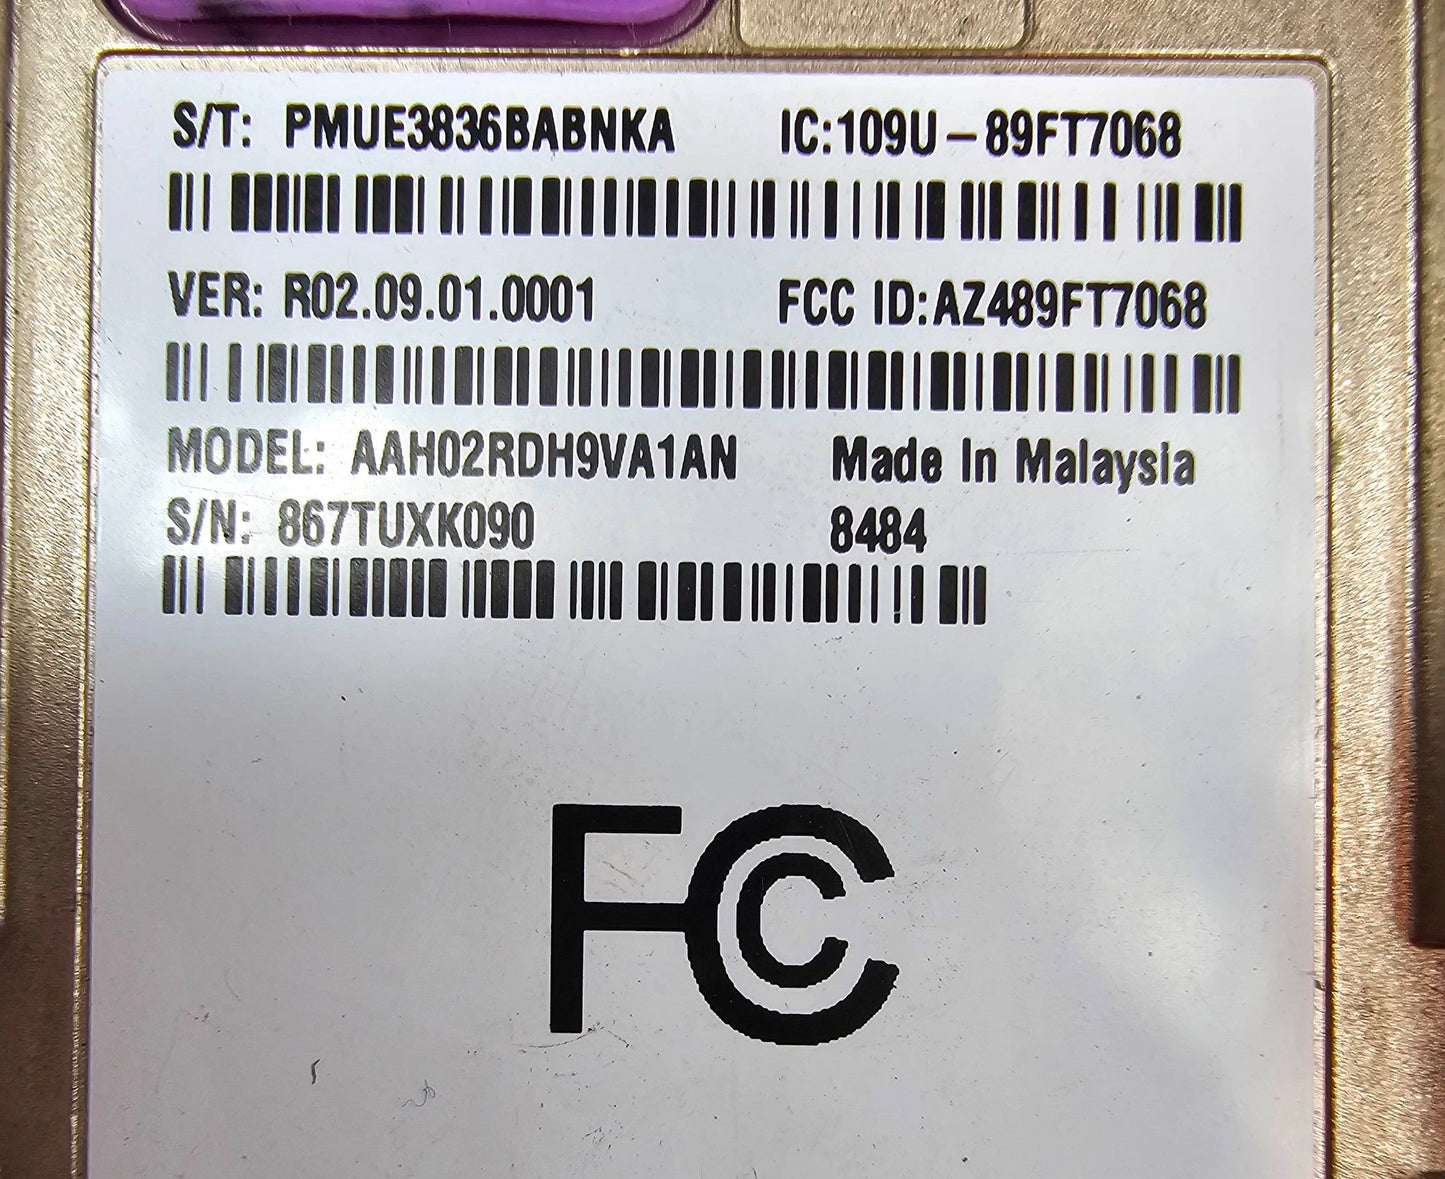 S/T: PMUE3836BABNKA IC:109U-89FT7068
VER: R02.09.01.0001 FCC ID:AZ489FT7068
MODEL: AAH02RDH9VA1AN Made In Malaysia
S/N: 867TUXK090 8484
FC